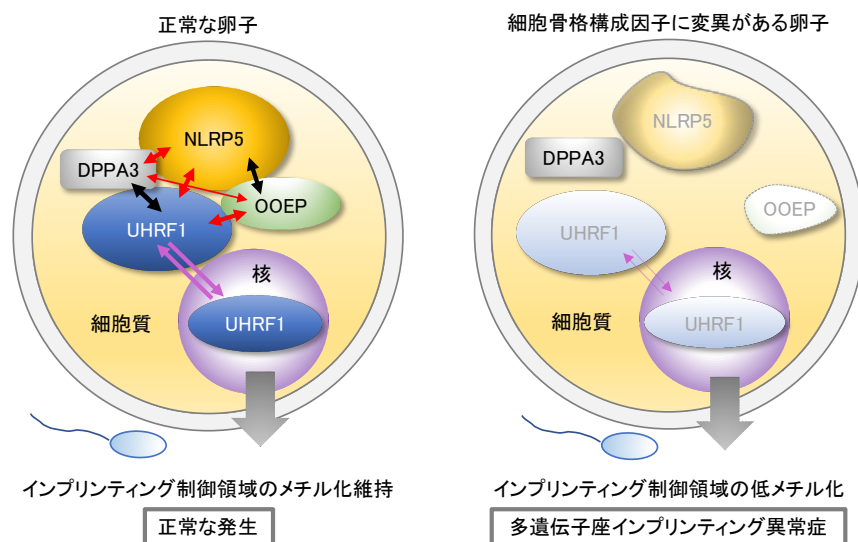 正常な卵子
NLRP5
DPPA3
OOEP
UHRF1
核
細胞質
UHRF1
インプリンティング制御領域のメチル化維持
正常な発生
細胞骨格構成因子に変異がある卵子
NLRP5
DPPA3
OOEP
UHRF1
核
細胞質
UHRF1
インプリンティング制御領域の低メチル化
多遺伝子座インプリンティング異常症